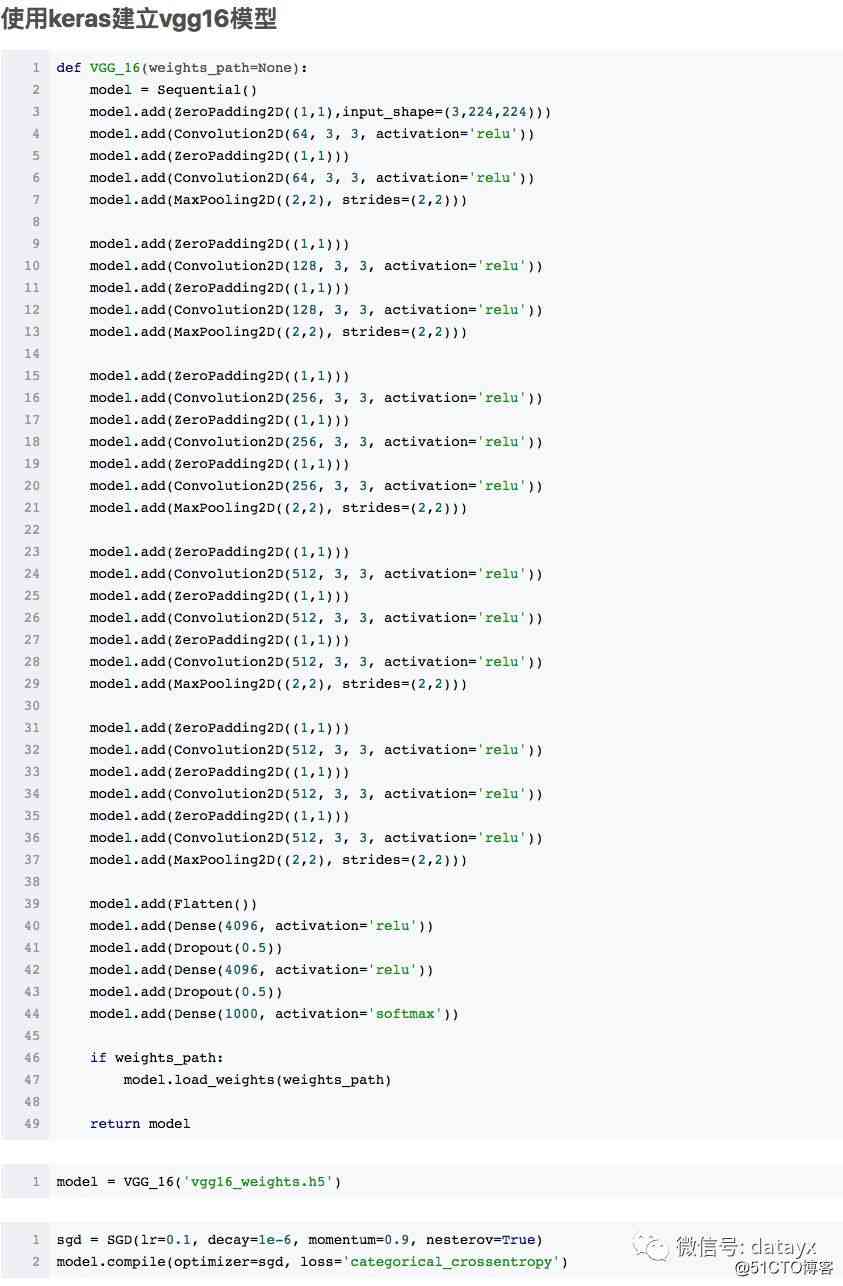 使用keras建立vgg16模型
1 def VGG_16(weights_path=None):
2     model = Sequential()
3     model.add(ZeroPadding2D((1,1),input_shape=(3,224,224)))
4     model.add(Convolution2D(64, 3, 3, activation='relu'))
5     model.add(ZeroPadding2D((1,1)))
6     model.add(Convolution2D(64, 3, 3, activation='relu'))
7     model.add(MaxPooling2D((2,2), strides=(2,2)))
8
9     model.add(ZeroPadding2D((1,1)))
10     model.add(Convolution2D(128, 3, 3, activation='relu'))
11     model.add(ZeroPadding2D((1,1)))
12     model.add(Convolution2D(128, 3, 3, activation='relu'))
13     model.add(MaxPooling2D((2,2), strides=(2,2)))
14
15     model.add(ZeroPadding2D((1,1)))
16     model.add(Convolution2D(256, 3, 3, activation='relu'))
17     model.add(ZeroPadding2D((1,1)))
18     model.add(Convolution2D(256, 3, 3, activation='relu'))
19     model.add(ZeroPadding2D((1,1)))
20     model.add(Convolution2D(256, 3, 3, activation='relu'))
21     model.add(MaxPooling2D((2,2), strides=(2,2)))
22
23     model.add(ZeroPadding2D((1,1)))
24     model.add(Convolution2D(512, 3, 3, activation='relu'))
25     model.add(ZeroPadding2D((1,1)))
26     model.add(Convolution2D(512, 3, 3, activation='relu'))
27     model.add(ZeroPadding2D((1,1)))
28     model.add(Convolution2D(512, 3, 3, activation='relu'))
29     model.add(MaxPooling2D((2,2), strides=(2,2)))
30
31     model.add(ZeroPadding2D((1,1)))
32     model.add(Convolution2D(512, 3, 3, activation='relu'))
33     model.add(ZeroPadding2D((1,1)))
34     model.add(Convolution2D(512, 3, 3, activation='relu'))
35     model.add(ZeroPadding2D((1,1)))
36     model.add(Convolution2D(512, 3, 3, activation='relu'))
37     model.add(MaxPooling2D((2,2), strides=(2,2)))
38
39     model.add(Flatten())
40     model.add(Dense(4096, activation='relu'))
41     model.add(Dropout(0.5))
42     model.add(Dense(4096, activation='relu'))
43     model.add(Dropout(0.5))
44     model.add(Dense(1000, activation='softmax'))
45
46     if weights_path:
47         model.load_weights(weights_path)
48
49     return model
1 model = VGG_16('vgg16_weights.h5')
1 sgd = SGD(lr=0.1, decay=1e-6, momentum=0.9, nesterov=True)
2 model.compile(optimizer=sgd, loss='categorical_crossentropy')
微信号: datayx
@51CTO博客